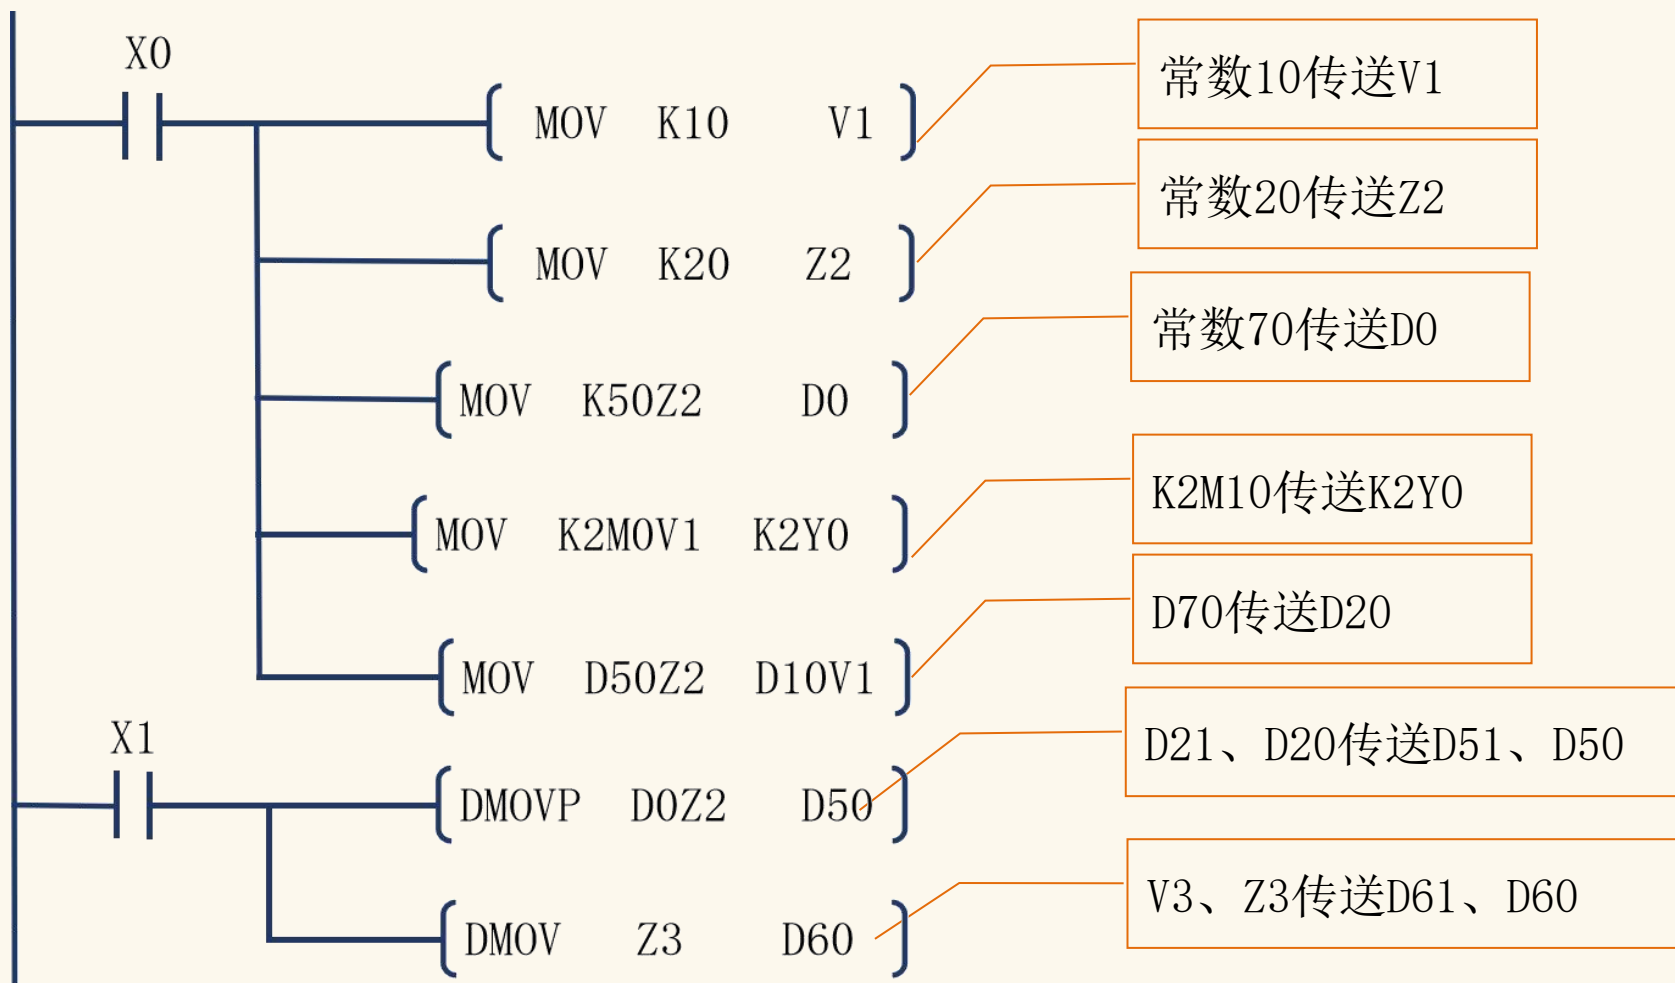 X0
MOV K10 V1
常数10传送V1
MOV K20 Z2
常数20传送Z2
MOV K50Z2 D0
常数70传送D0
MOV K2M0V1 K2Y0
K2M10传送K2Y0
MOV D50Z2 D10V1
D70传送D20
X1
DMOVP D0Z2 D50
D21、D20传送D51、D50
DMOV Z3 D60
V3、Z3传送D61、D60